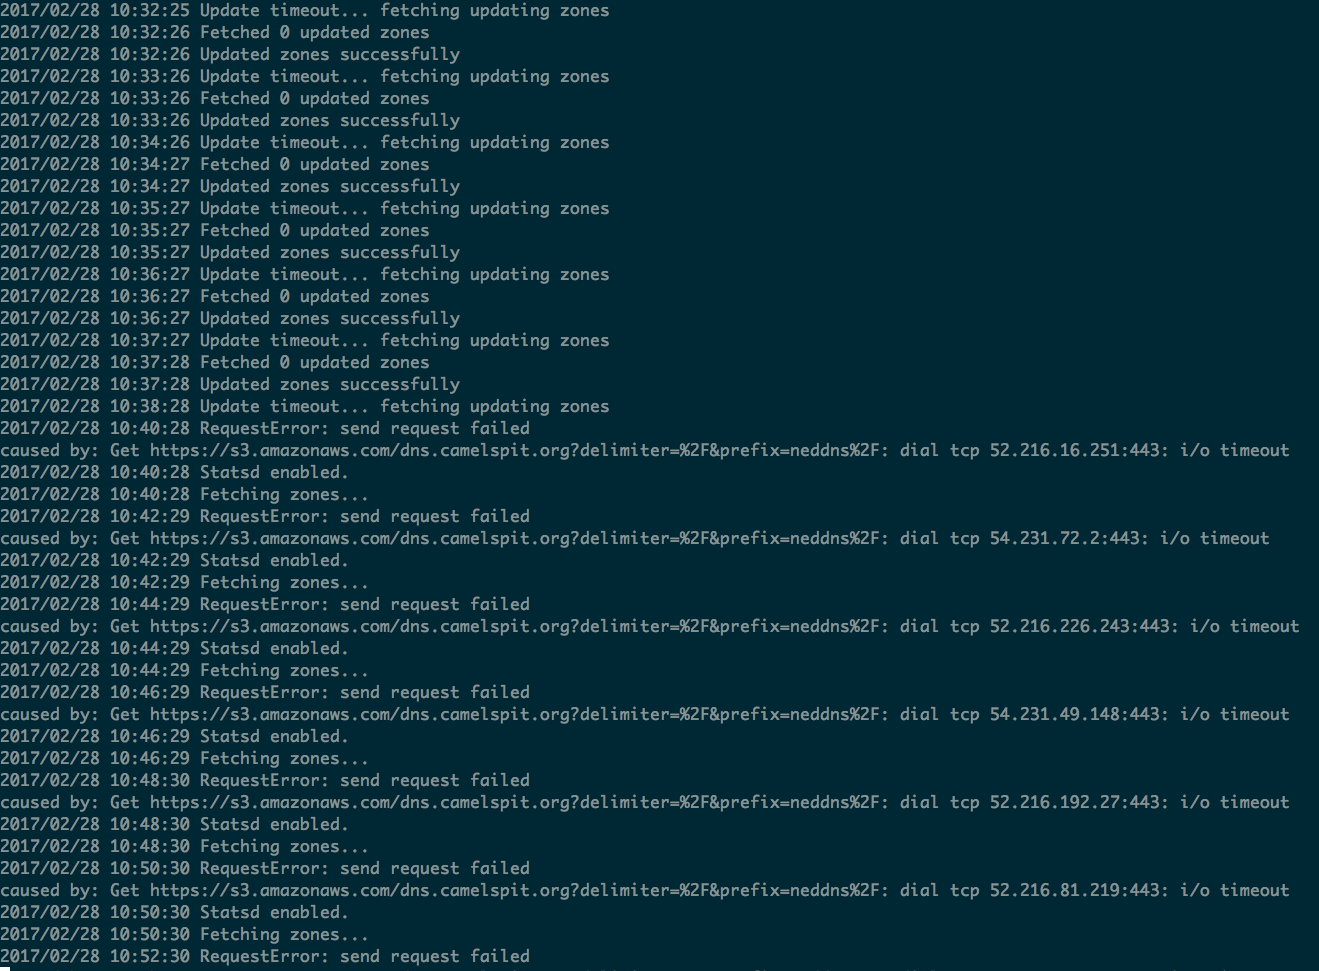 2017/02/28 10:32:25 Update timeout... fetching updating zones
2017/02/28 10:32:26 Fetched 0 updated zones
2017/02/28 10:32:26 Updated zones successfully
2017/02/28 10:33:26 Update timeout... fetching updating zones
2017/02/28 10:33:26 Fetched 0 updated zones
2017/02/28 10:33:26 Updated zones successfully
2017/02/28 10:34:26 Update timeout... fetching updating zones
2017/02/28 10:34:27 Fetched 0 updated zones
2017/02/28 10:34:27 Updated zones successfully
2017/02/28 10:35:27 Update timeout... fetching updating zones
2017/02/28 10:35:27 Fetched 0 updated zones
2017/02/28 10:35:27 Updated zones successfully
2017/02/28 10:36:27 Update timeout... fetching updating zones
2017/02/28 10:36:27 Fetched 0 updated zones
2017/02/28 10:36:27 Updated zones successfully
2017/02/28 10:37:27 Update timeout... fetching updating zones
2017/02/28 10:37:28 Fetched 0 updated zones
2017/02/28 10:37:28 Updated zones successfully
2017/02/28 10:38:28 Update timeout... fetching updating zones
2017/02/28 10:40:28 RequestError: send request failed
caused by: Get https://s3.amazonaws.com/dns.camelspit.org?delimiter=%2F&prefix=neddns%2F: dial tcp 52.216.16.251:443: i/o timeout
2017/02/28 10:40:28 Statsd enabled.
2017/02/28 10:40:28 Fetching zones...
2017/02/28 10:42:29 RequestError: send request failed
caused by: Get https://s3.amazonaws.com/dns.camelspit.org?delimiter=%2F&prefix=neddns%2F: dial tcp 54.231.72.2:443: i/o timeout
2017/02/28 10:42:29 Statsd enabled.
2017/02/28 10:42:29 Fetching zones...
2017/02/28 10:44:29 RequestError: send request failed
caused by: Get https://s3.amazonaws.com/dns.camelspit.org?delimiter=%2F&prefix=neddns%2F: dial tcp 52.216.226.243:443: i/o timeout
2017/02/28 10:44:29 Statsd enabled.
2017/02/28 10:44:29 Fetching zones...
2017/02/28 10:46:29 RequestError: send request failed
caused by: Get https://s3.amazonaws.com/dns.camelspit.org?delimiter=%2F&prefix=neddns%2F: dial tcp 54.231.49.148:443: i/o timeout
2017/02/28 10:46:29 Statsd enabled.
2017/02/28 10:46:29 Fetching zones...
2017/02/28 10:48:30 RequestError: send request failed
caused by: Get https://s3.amazonaws.com/dns.camelspit.org?delimiter=%2F&prefix=neddns%2F: dial tcp 52.216.192.27:443: i/o timeout
2017/02/28 10:48:30 Statsd enabled.
2017/02/28 10:48:30 Fetching zones...
2017/02/28 10:50:30 RequestError: send request failed
caused by: Get https://s3.amazonaws.com/dns.camelspit.org?delimiter=%2F&prefix=neddns%2F: dial tcp 52.216.81.219:443: i/o timeout
2017/02/28 10:50:30 Statsd enabled.
2017/02/28 10:50:30 Fetching zones...
2017/02/28 10:52:30 RequestError: send request failed